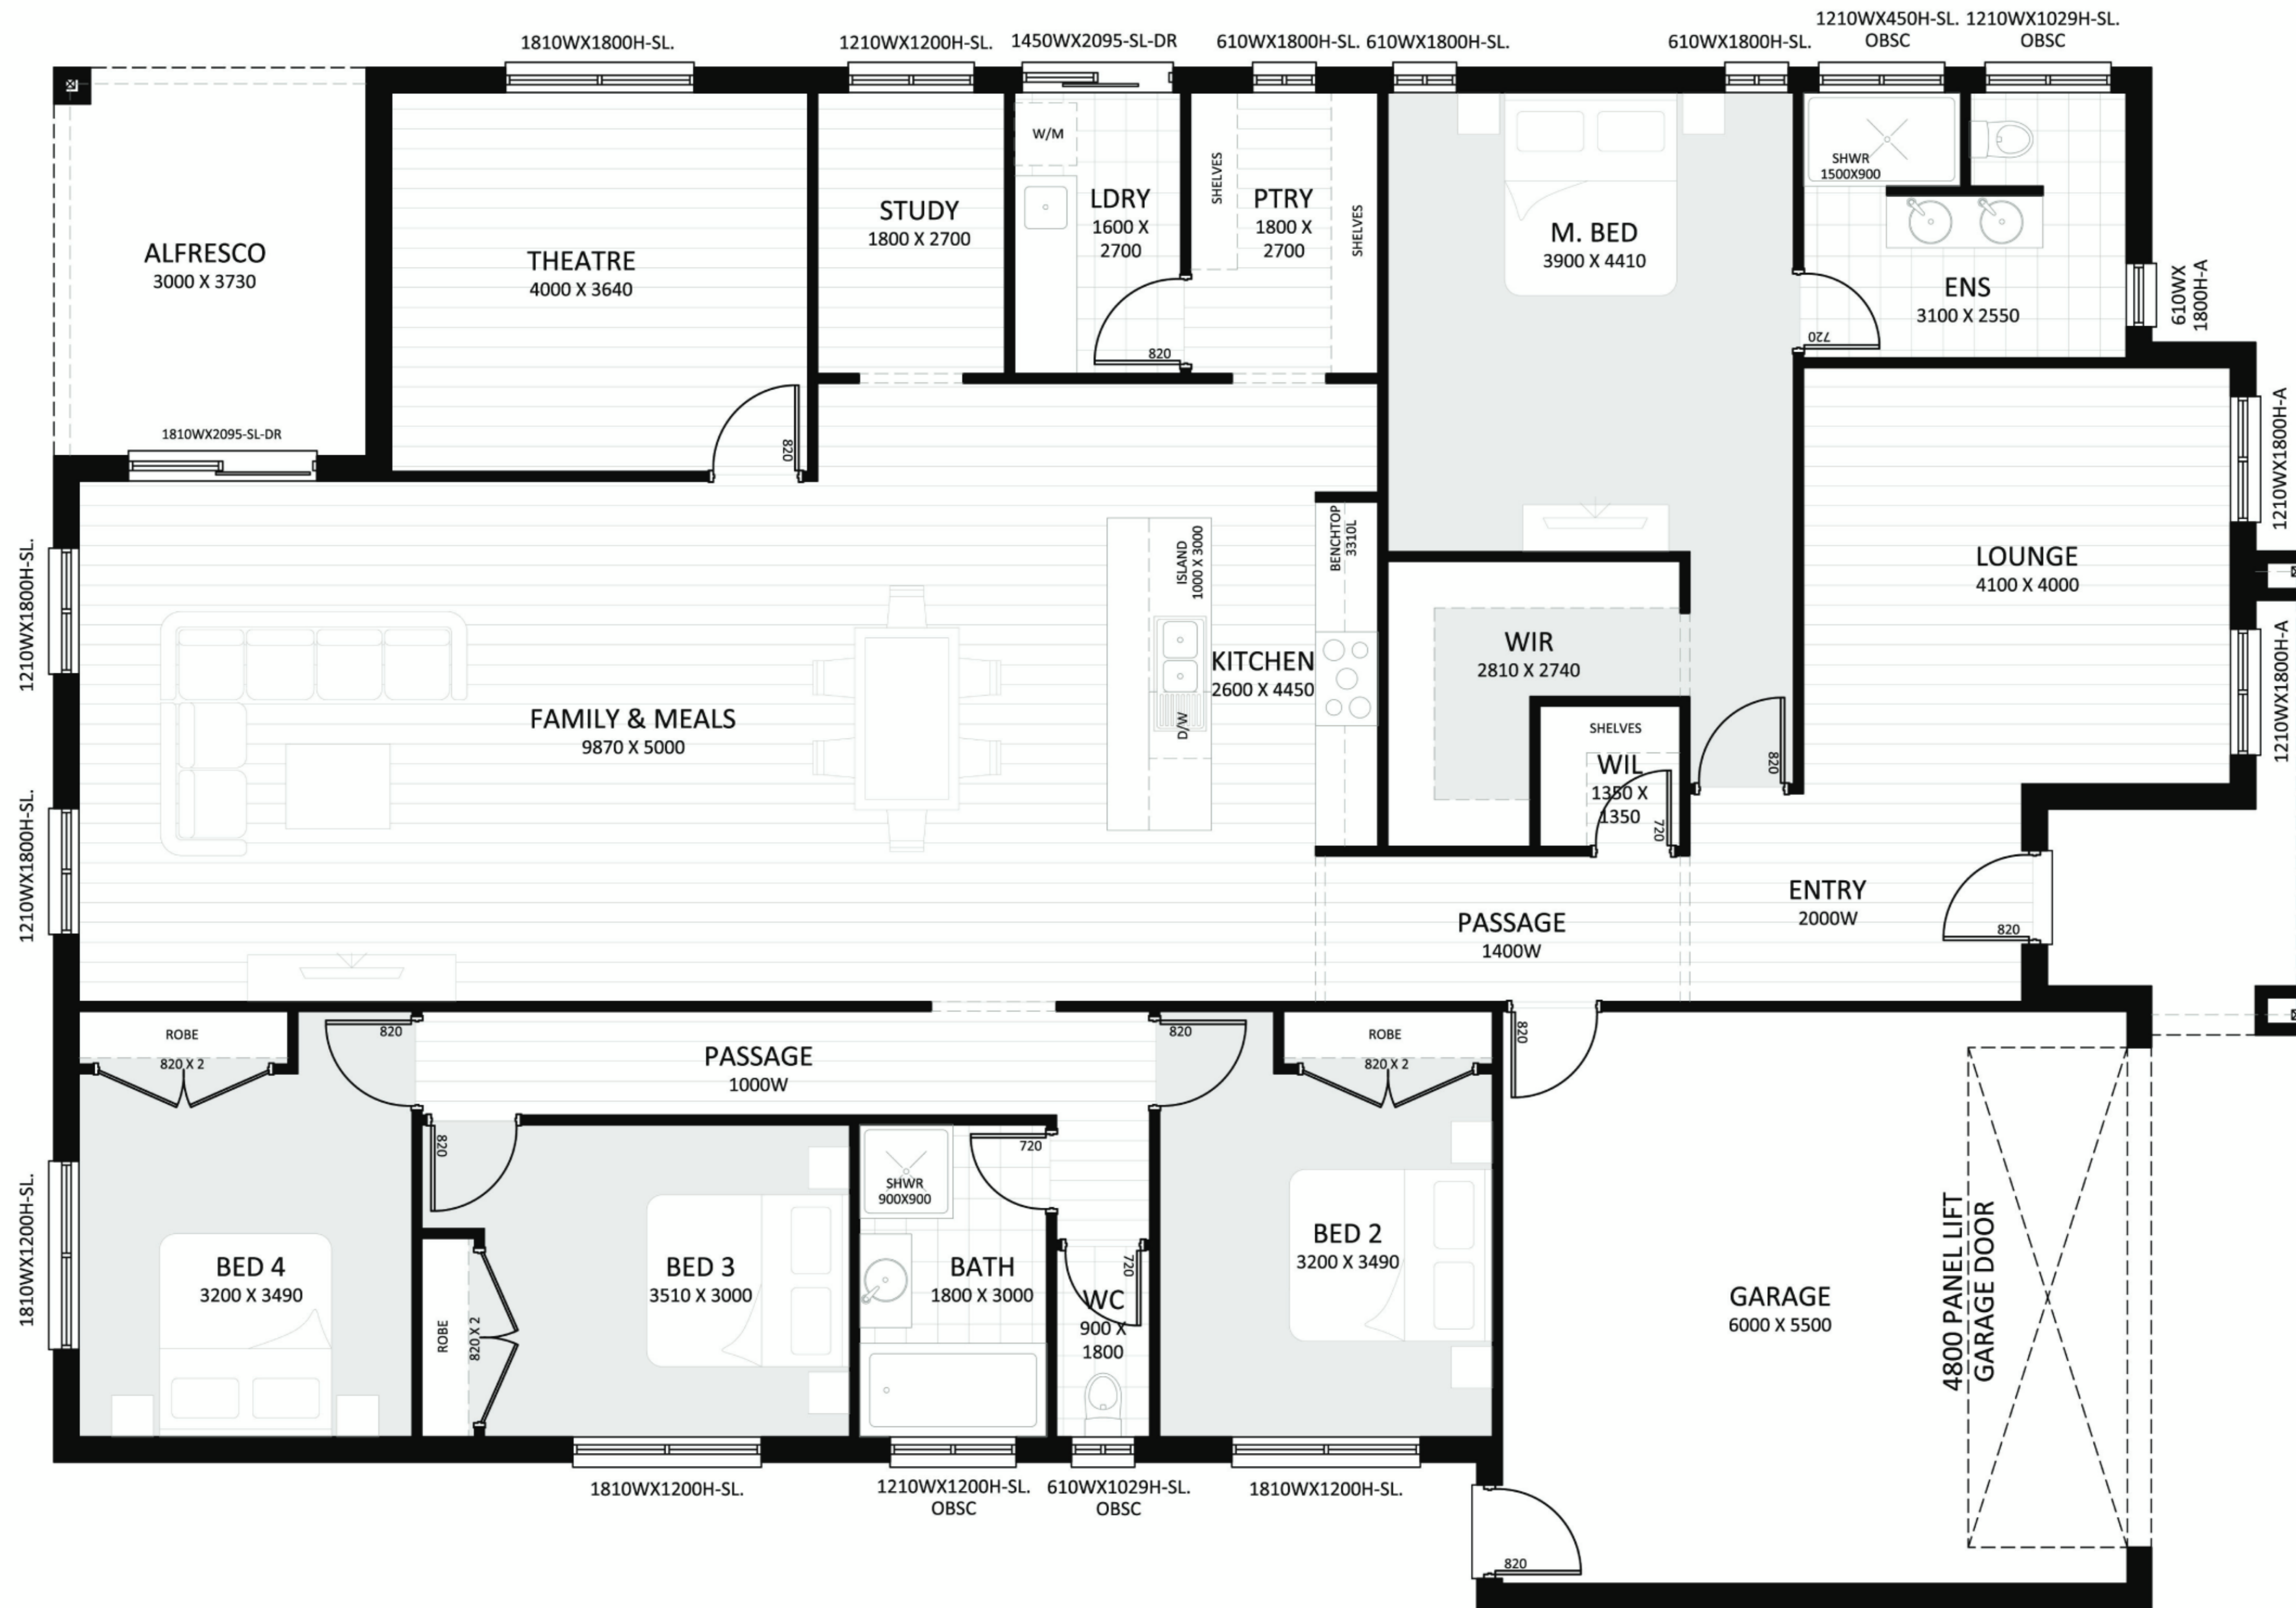 1810WX1800H-SL.
1210WX1200H-SL.
1450WX2095-SL-DR
610WX1800H-SL.
610WX1800H-SL.
610WX1800H-SL.
1210WX450H-SL.
OBSC
1210WX1029H-SL.
OBSC
ALFRESCO
3000 X 3730
1810WX2095-SL-DR
THEATRE
4000 X 3640
820
STUDY
1800 X 2700
W/M
LDRY
1600 X
2700
820
SHELVES
PTRY
1800 X
2700
SHELVES
M. BED
3900 X 4410
SHWR
1500X900
ENS
3100 X 2550
720
610WX
1800H-A
1210WX1800H-A
LOUNGE
4100 X 4000
1210WX1800H-A
1210WX1800H-SL.
1210WX1800H-SL.
FAMILY & MEALS
9870 X 5000
ISLAND
1000 X 3000
D/W
KITCHEN
2600 X 4450
BENCHTOP
3310L
WIR
2810 X 2740
SHELVES
WIL
1350 X
1350
720
820
ENTRY
2000W
820
PASSAGE
1400W
ROBE
820 X 2
820
PASSAGE
1000W
820
ROBE
820 X 2
820
1810WX1200H-SL.
BED 4
3200 X 3490
820
ROBE
820 X 2
BED 3
3510 X 3000
SHWR
900X900
720
BATH
1800 X 3000
720
WC
900 X
1800
BED 2
3200 X 3490
GARAGE
6000 X 5500
4800 PANEL LIFT
GARAGE DOOR
1810WX1200H-SL.
1210WX1200H-SL.
OBSC
610WX1029H-SL.
OBSC
1810WX1200H-SL.
820